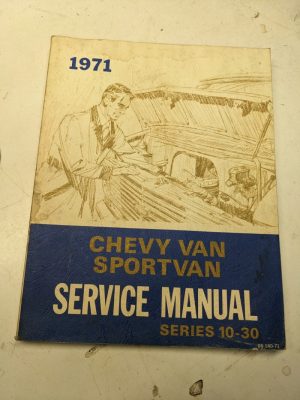 1971
CHEVY VAN
SPORTVAN
SERVICE MANUAL
SERIES 10-30